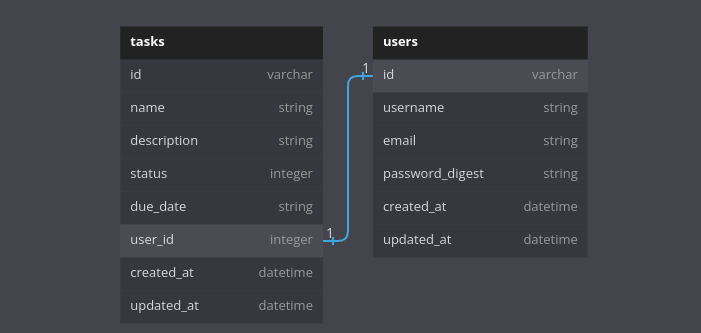 tasks
id varchar
name string
description string
status integer
due_date string
user_id integer
created_at datetime
updated_at datetime
1
1
users
id varchar
username string
email string
password_digest string
created_at datetime
updated_at datetime